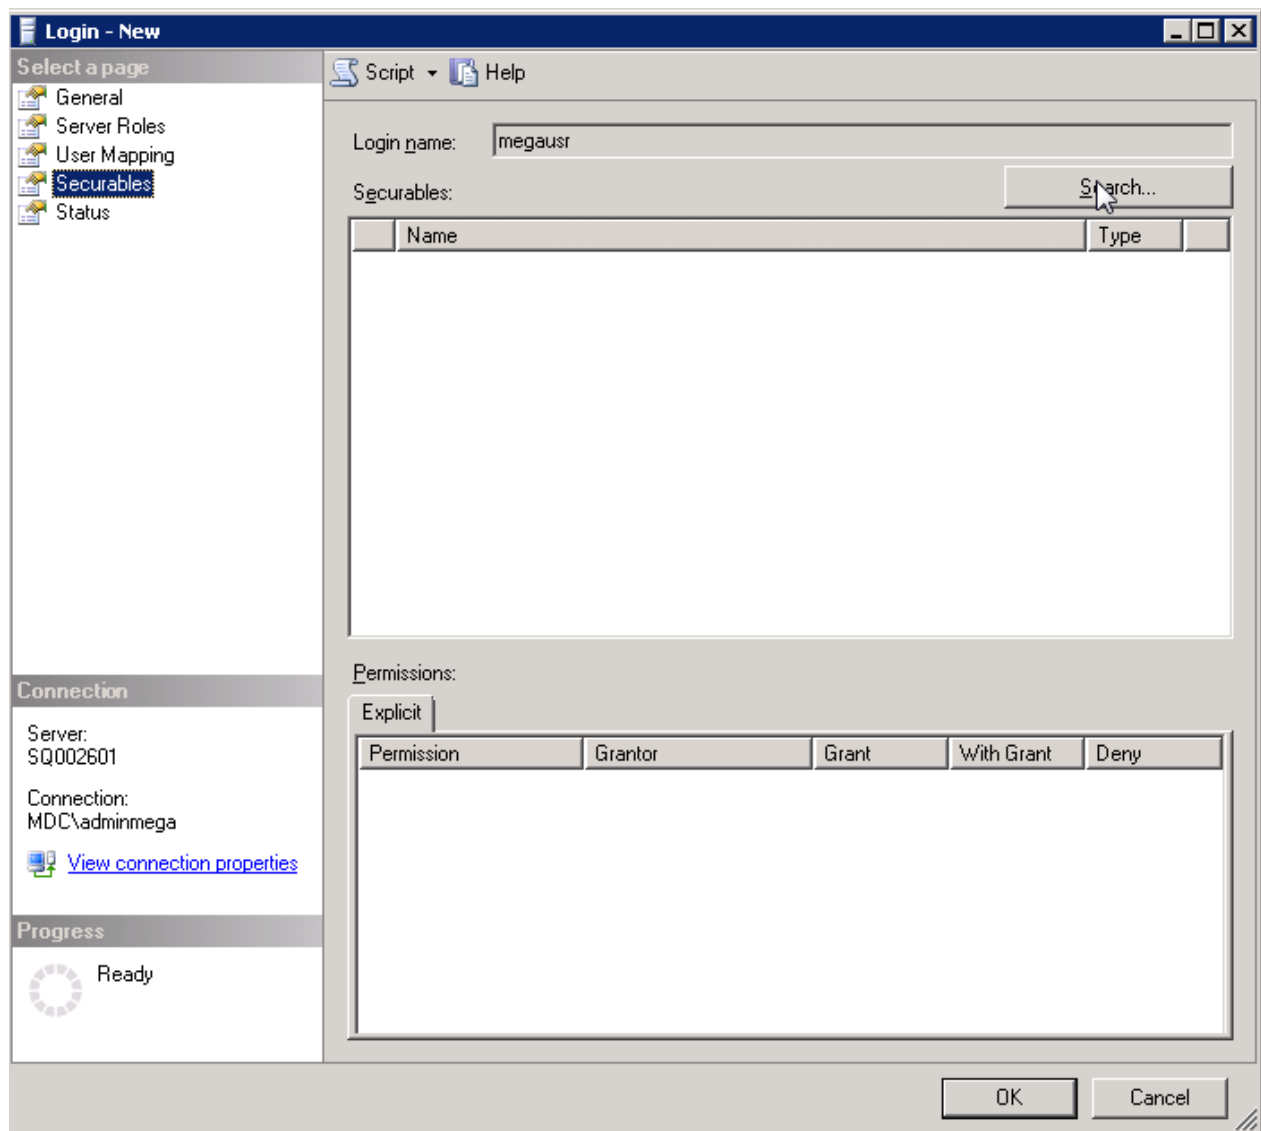 Login - New
Select a page
General
Server Roles
User Mapping
Securables
Status
Connection
Server:
SQ002601
Connection:
MDC\adminmega
View connection properties
Progress
Ready
Script Help
Login name: megausr
Securables: Search...
Name Type
Permissions:
Explicit
Permission Grantor Grant With Grant Deny
OK Cancel